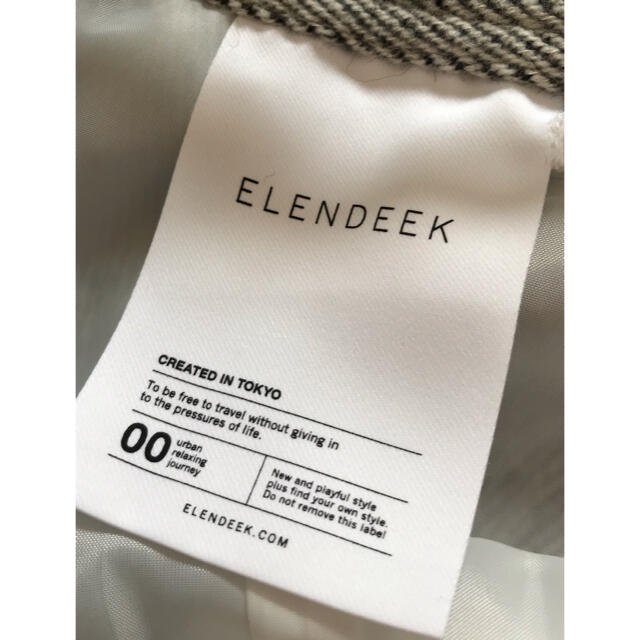 ELENDEEK
CREATED IN TOKYO
To be free to travel without giving in
to the pressures of life.
00
urban
relaxing
journey
New and playful style
plus find your own style.
Do not remove this label
ELENDEEK.COM